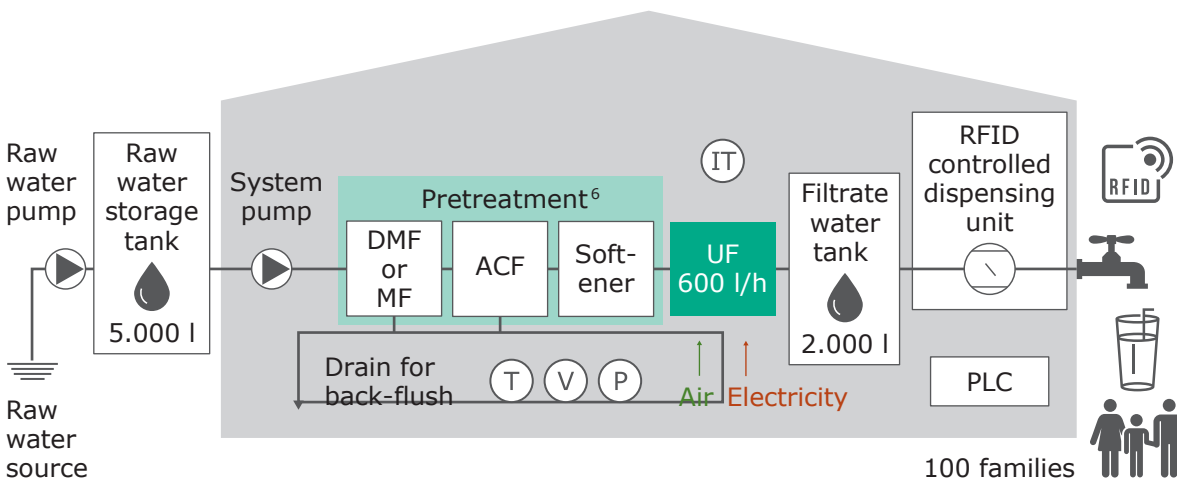 Raw
water
pump
Raw
water
storage
tank
5.000 l
Raw
water
source
System
pump
Pretreatment⁶
DMF
or
MF
ACF
Soft-
ener
Drain for
back-flush
T
V
P
IT
UF
600 l/h
Air
Electricity
Filtrate
water
tank
2.000 l
RFID
controlled
dispensing
unit
PLC
RFID
100 families